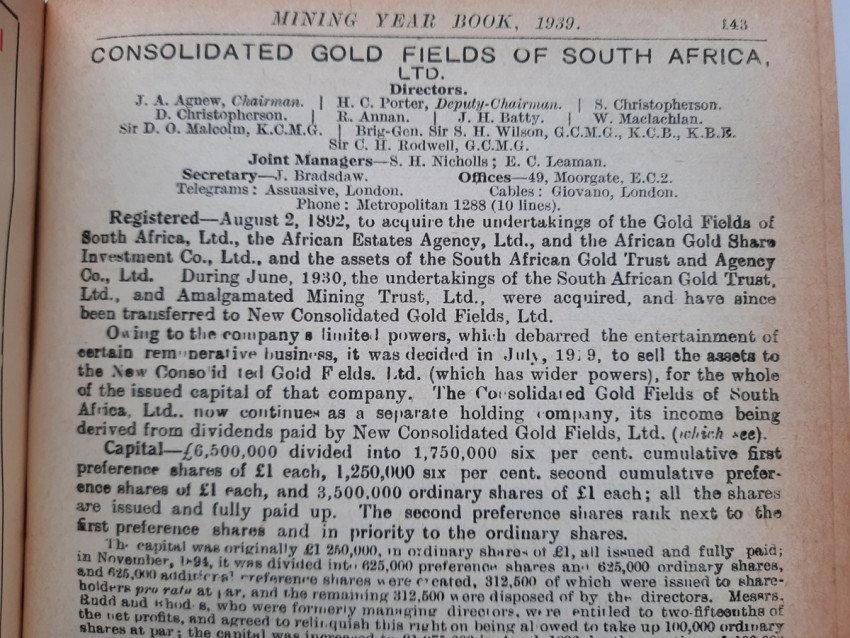 MINING YEAR BOOK, 1939. 143
CONSOLIDATED GOLD FIELDS OF SOUTH AFRICA,
LTD.
Directors.
J. A. Agnew, Chairman. | H. C. Porter, Deputy-Chairman. | S. Christopherson.
D. Christopherson. | R. Annan. | J. H. Batty. | W. Maclachlan.
Sir D. O. Malcolm, K.C.M.G. | Brig-Gen. Sir S. H. Wilson, G.C.M.G., K.C.B., K.B.E.
Sir C. H. Rodwell, G.C.M.G.
Joint Managers—S. H. Nicholls; E. C. Leaman.
Secretary—J. Bradsdaw. Offices—49, Moorgate, E.C.2.
Telegrams: Assuasive, London. Cables: Giovano, London.
Phone: Metropolitan 1288 (10 lines).
Registered—August 2, 1892, to acquire the undertakings of the Gold Fields of
South Africa, Ltd., the African Estates Agency, Ltd., and the African Gold Share
Investment Co., Ltd., and the assets of the South African Gold Trust and Agency
Co., Ltd. During June, 1930, the undertakings of the South African Gold Trust,
Ltd., and Amalgamated Mining Trust, Ltd., were acquired, and have since
been transferred to New Consolidated Gold Fields, Ltd.
Owing to the company's limited powers, which debarred the entertainment of
certain remunerative business, it was decided in July, to sell the assets to
the New Consolidated Gold Fields, Ltd. (which has wider powers), for the whole
of the issued capital of that company. The Consolidated Gold Fields of South
Africa, Ltd., now continues as a separate holding company, its income being
derived from dividends paid by New Consolidated Gold Fields, Ltd. (which see).
Capital—£6,500,000 divided into 1,750,000 six per cent. cumulative first
preference shares of £1 each, 1,250,000 six per cent. second cumulative prefer-
ence shares of £1 each, and 3,500,000 ordinary shares of £1 each; all the shares
are issued and fully paid up. The second preference shares rank next to the
first preference shares and in priority to the ordinary shares.
The capital was originally £1,250,000, in ordinary shares of £1, all issued and fully paid;
in November, 1894, it was divided into 625,000 preference shares and 625,000 ordinary shares,
and 625,000 additional preference shares were created, 312,500 of which were issued to share-
holders pro rata at par, and the remaining 312,500 were disposed of by the directors. Messrs.
Rudd and Rhodes, who were formerly managing directors, were entitled to two-fifteenths of
the net profits, and agreed to relinquish this right on being allowed to take up 100,000 ordinary
shares at par; the capital was increased to